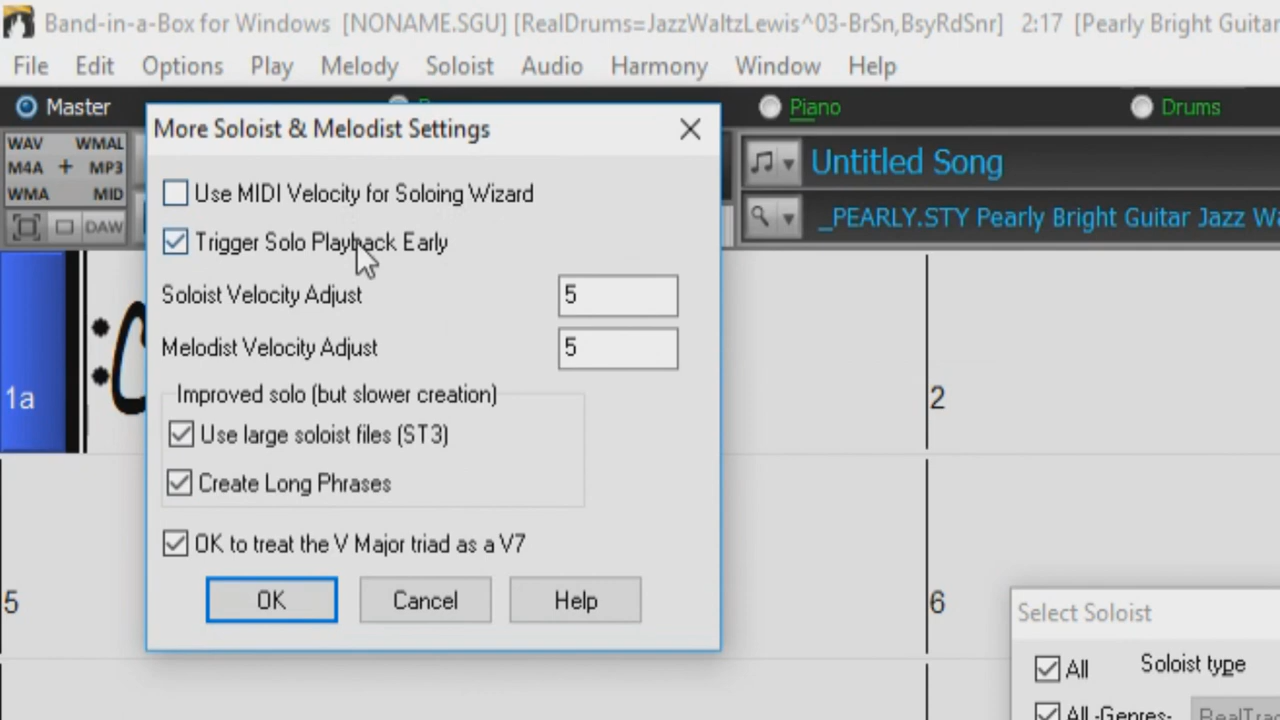 Band-in-a-Box for Windows [NONAME.SGU] [RealDrums=JazzWaltzLewis^03-BrSn,BsyRdSnr] 2:17 [Pearly Bright Guitar
File Edit Options Play Melody Soloist Audio Harmony Window Help
Master Piano Drums
WAV WMAL
M4A + MP3
WMA MID
DAW
Untitled Song
_PEARLY.STY Pearly Bright Guitar Jazz Wa
More Soloist & Melodist Settings
Use MIDI Velocity for Soloing Wizard
Trigger Solo Playback Early
Soloist Velocity Adjust 5
Melodist Velocity Adjust 5
Improved solo (but slower creation)
Use large soloist files (ST3)
Create Long Phrases
OK to treat the V Major triad as a V7
OK Cancel Help
1a 2
5 6
Select Soloist
All Soloist type
All -Genres- RealTrac